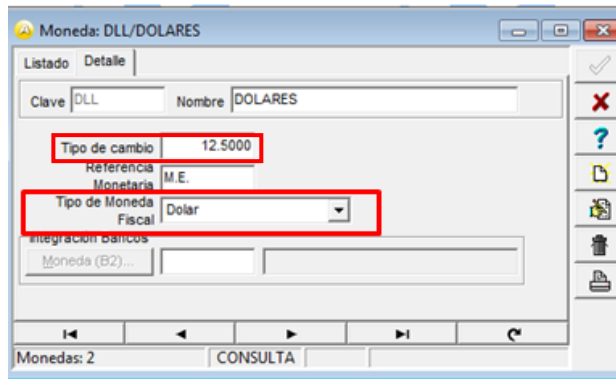 Moneda: DLL/DOLARES
Listado Detalle
Clave DLL Nombre DOLARES
Tipo de cambio 12.5000
Referencia
Monetaria M.E.
Tipo de Moneda
Fiscal Dolar
Integracion Bancos
Moneda (B2)...
Monedas: 2 CONSULTA